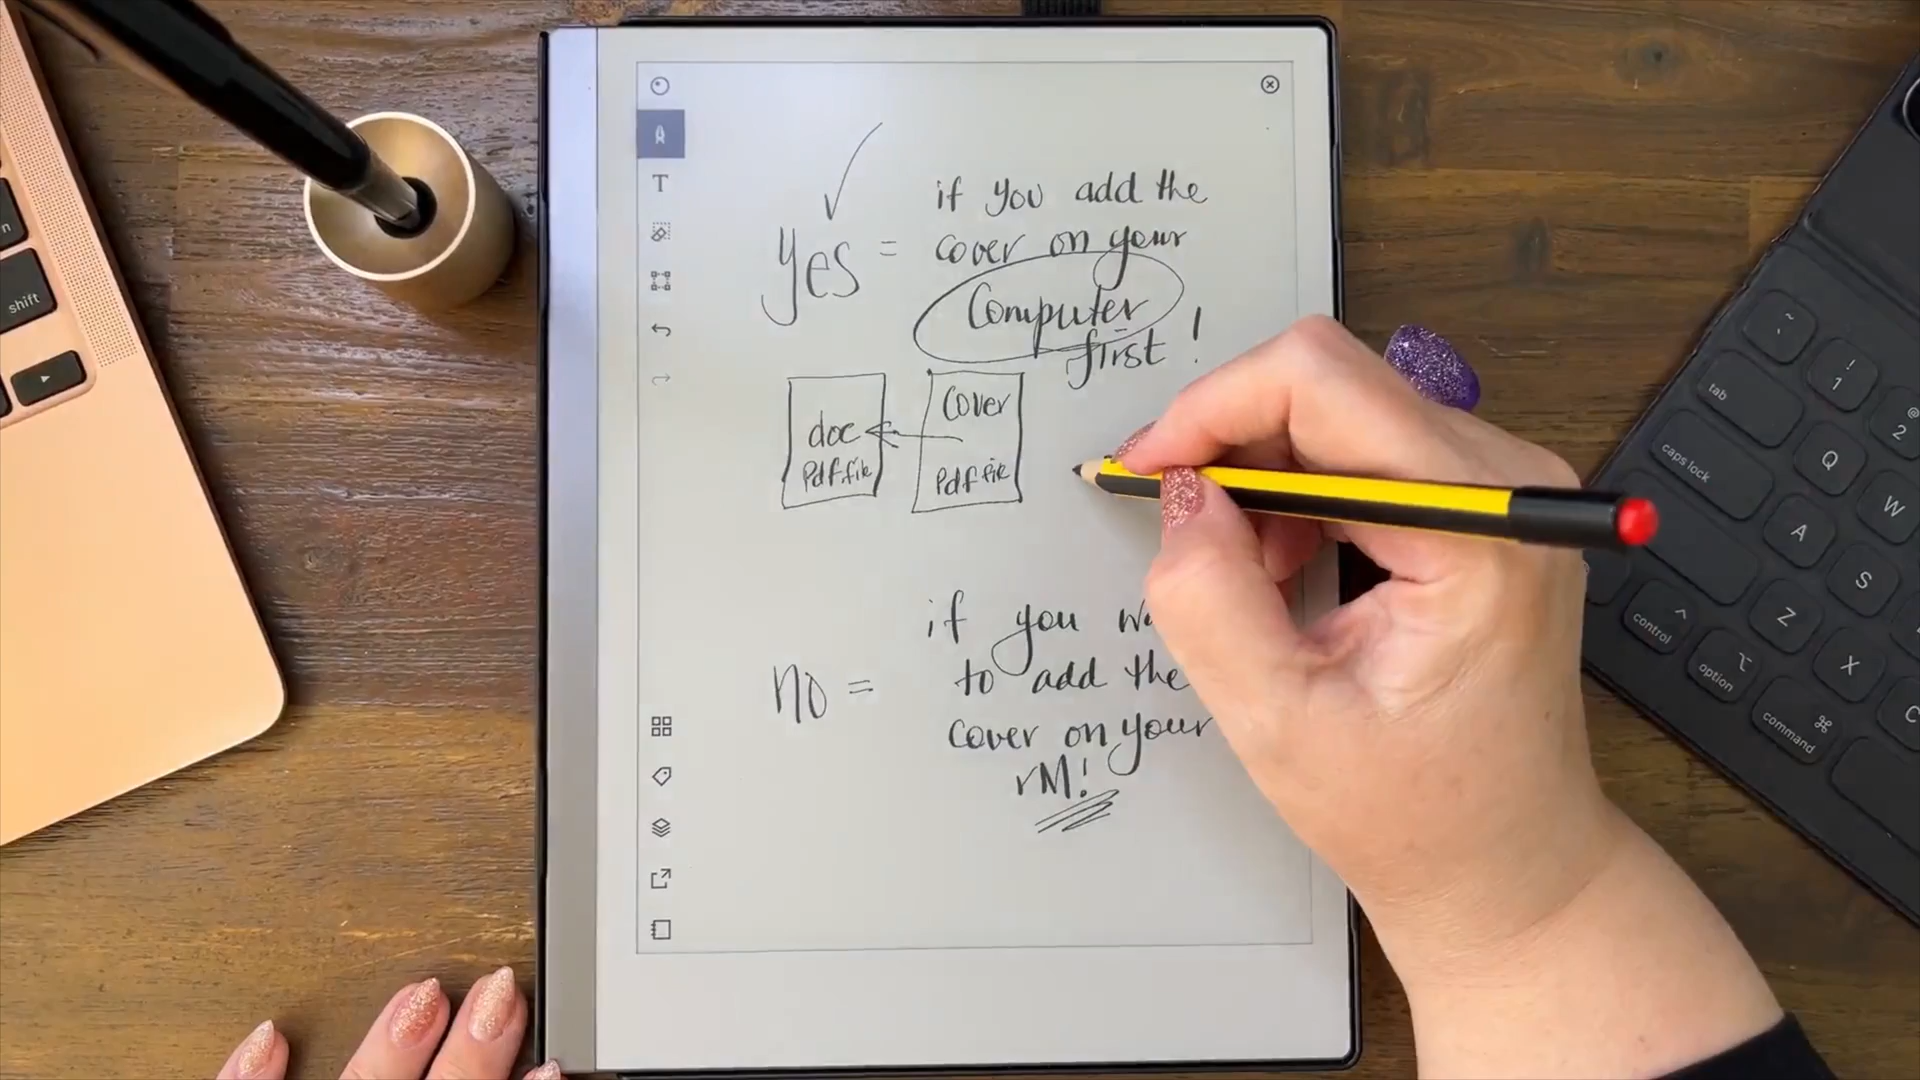 yes = if you add the
cover on your
Computer
first!
doc
Pdf.file
Cover
Pdf file
no = if you
to add the
cover on your
rM!
T
n
shift
~
`
!
1
@
2
tab
Q
W
caps lock
A
S
^
control
Z
X
C
option
command